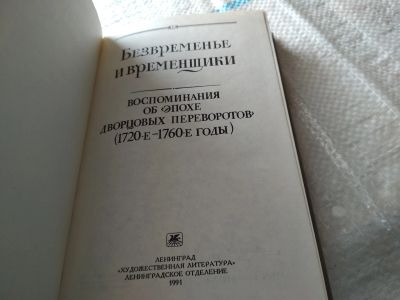 Безвременье
и временщики
ВОСПОМИНАНИЯ
ОБ «ЭПОХЕ
ДВОРЦОВЫХ ПЕРЕВОРОТОВ»
(1720-Е–1760-Е ГОДЫ)
ЛЕНИНГРАД
«ХУДОЖЕСТВЕННАЯ ЛИТЕРАТУРА»
ЛЕНИНГРАДСКОЕ ОТДЕЛЕНИЕ
1991